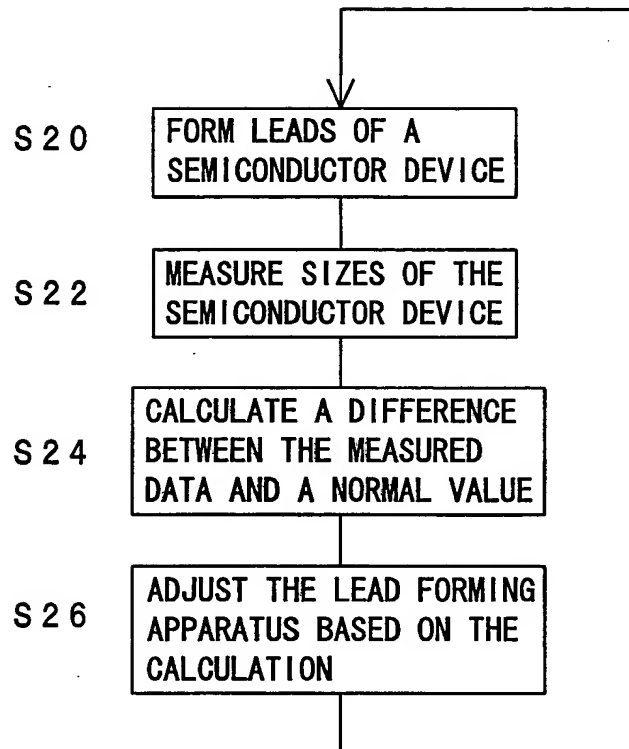 S20
FORM LEADS OF A
SEMICONDUCTOR DEVICE
S22
MEASURE SIZES OF THE
SEMICONDUCTOR DEVICE
S24
CALCULATE A DIFFERENCE
BETWEEN THE MEASURED
DATA AND A NORMAL VALUE
S26
ADJUST THE LEAD FORMING
APPARATUS BASED ON THE
CALCULATION